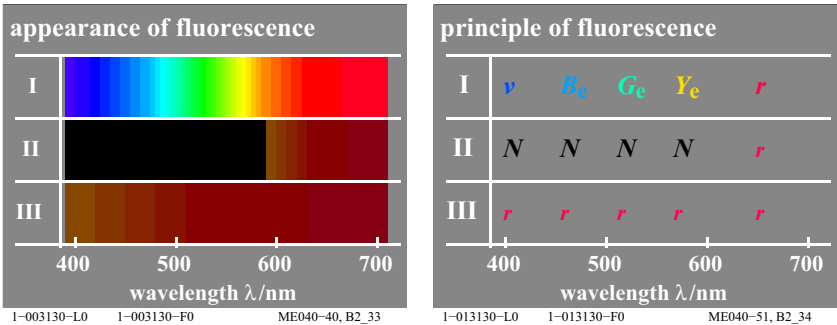 appearance of fluorescence
I
II
III
400 500 600 700
wavelength λ/nm
1−003130−L0 1−003130−F0 ME040−40, B2_33
principle of fluorescence
I v Be Ge Ye r
II N N N N r
III r r r r r
400 500 600 700
wavelength λ/nm
1−013130−L0 1−013130−F0 ME040−51, B2_34